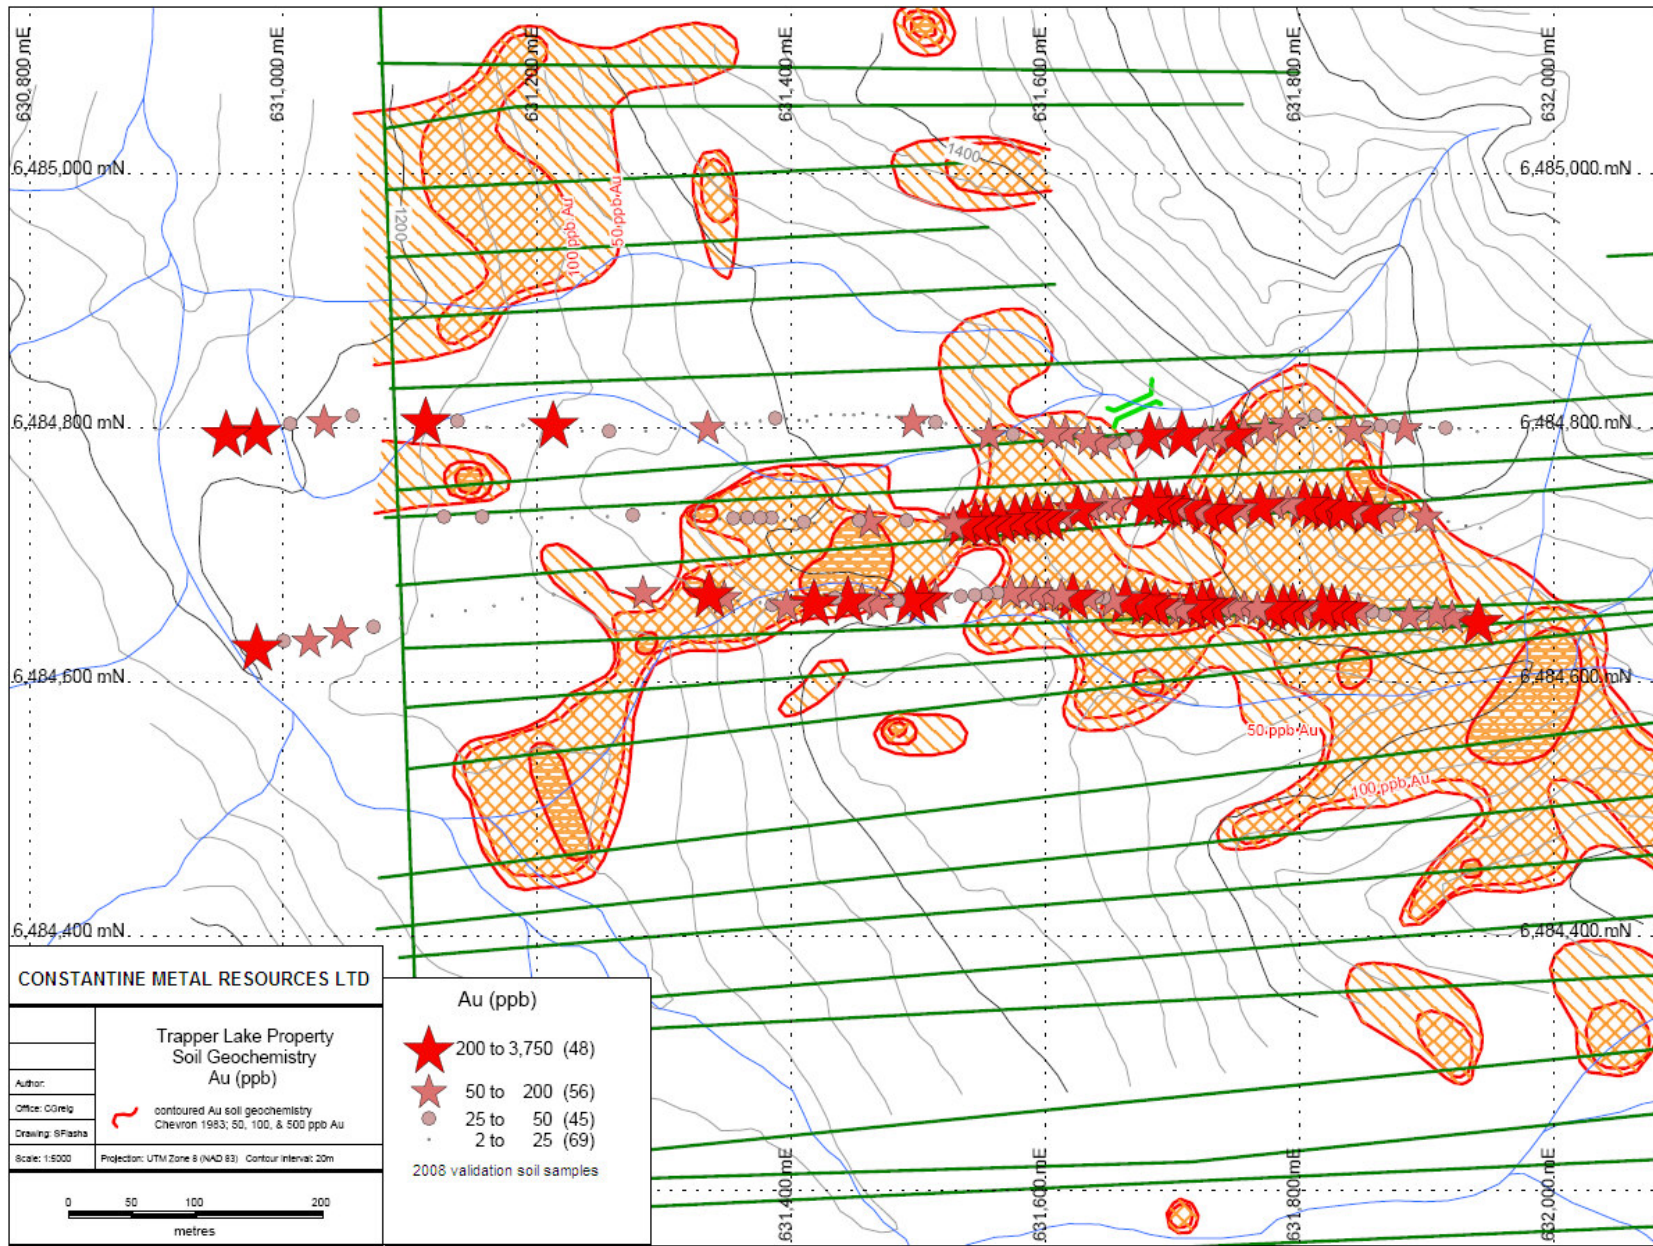 630,800 mE
631,000 mE
631,200 mE
631,400 mE
631,600 mE
631,800 mE
632,000 mE
6,485,000 mN
1400
6,485,000 mN
1200
100 ppb Au
50 ppb Au
6,484,800 mN
6,484,800 mN
6,484,600 mN
6,484,600 mN
50 ppb Au
100 ppb Au
6,484,400 mN
6,484,400 mN
CONSTANTINE METAL RESOURCES LTD
Trapper Lake Property
Soil Geochemistry
Au (ppb)
contoured Au soil geochemistry
Chevron 1983; 50, 100, & 500 ppb Au
Author:
Office: CGreig
Drawing: SFlasha
Scale: 1:5000
Projection: UTM Zone 8 (NAD 83) Contour Interval: 20m
0 50 100 200
metres
Au (ppb)
200 to 3,750 (48)
50 to 200 (56)
25 to 50 (45)
2 to 25 (69)
2008 validation soil samples
631,400 mE
631,600 mE
631,800 mE
632,000 mE